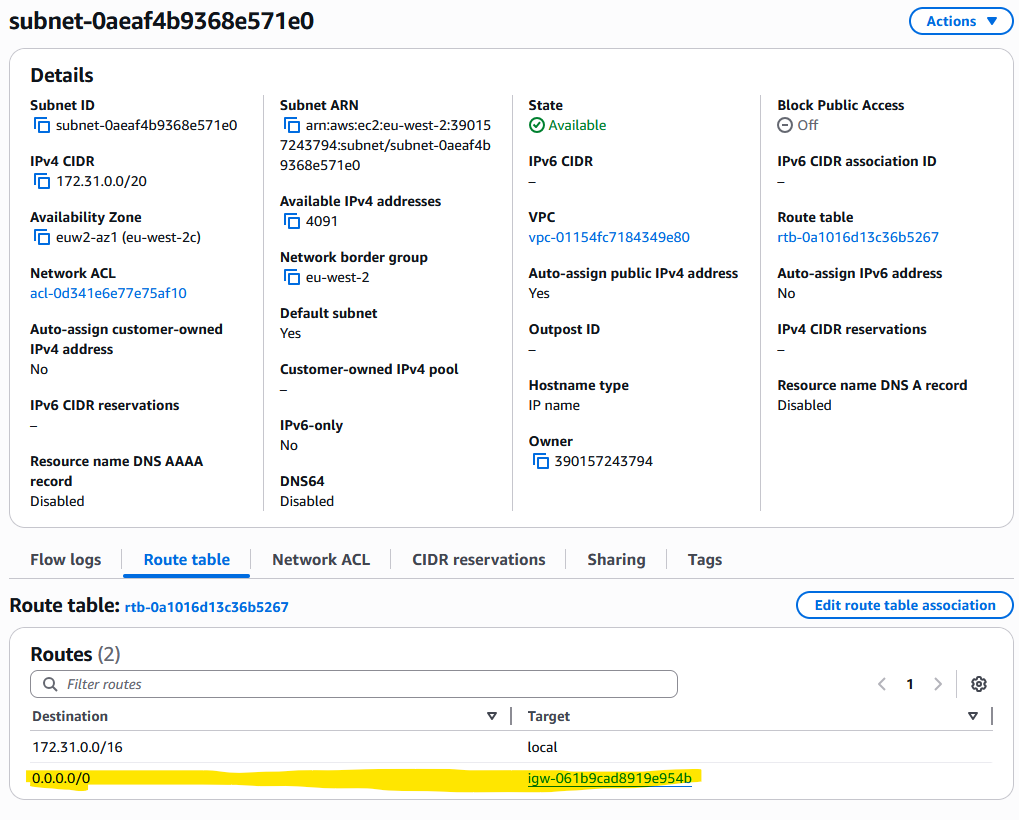 subnet-0aeaf4b9368e571e0
Actions
Details
Subnet ID
subnet-0aeaf4b9368e571e0
IPv4 CIDR
172.31.0.0/20
Availability Zone
euw2-az1 (eu-west-2c)
Network ACL
acl-0d341e6e77e75af10
Auto-assign customer-owned
IPv4 address
No
IPv6 CIDR reservations
–
Resource name DNS AAAA
record
Disabled
Subnet ARN
arn:aws:ec2:eu-west-2:39015
7243794:subnet/subnet-0aeaf4b
9368e571e0
Available IPv4 addresses
4091
Network border group
eu-west-2
Default subnet
Yes
Customer-owned IPv4 pool
–
IPv6-only
No
DNS64
Disabled
State
Available
IPv6 CIDR
–
VPC
vpc-01154fc7184349e80
Auto-assign public IPv4 address
Yes
Outpost ID
–
Hostname type
IP name
Owner
390157243794
Block Public Access
Off
IPv6 CIDR association ID
–
Route table
rtb-0a1016d13c36b5267
Auto-assign IPv6 address
No
IPv4 CIDR reservations
–
Resource name DNS A record
Disabled
Flow logs
Route table
Network ACL
CIDR reservations
Sharing
Tags
Route table: rtb-0a1016d13c36b5267
Edit route table association
Routes (2)
Filter routes
1
Destination Target
172.31.0.0/16 local
0.0.0.0/0 igw-061b9cad8919e954b